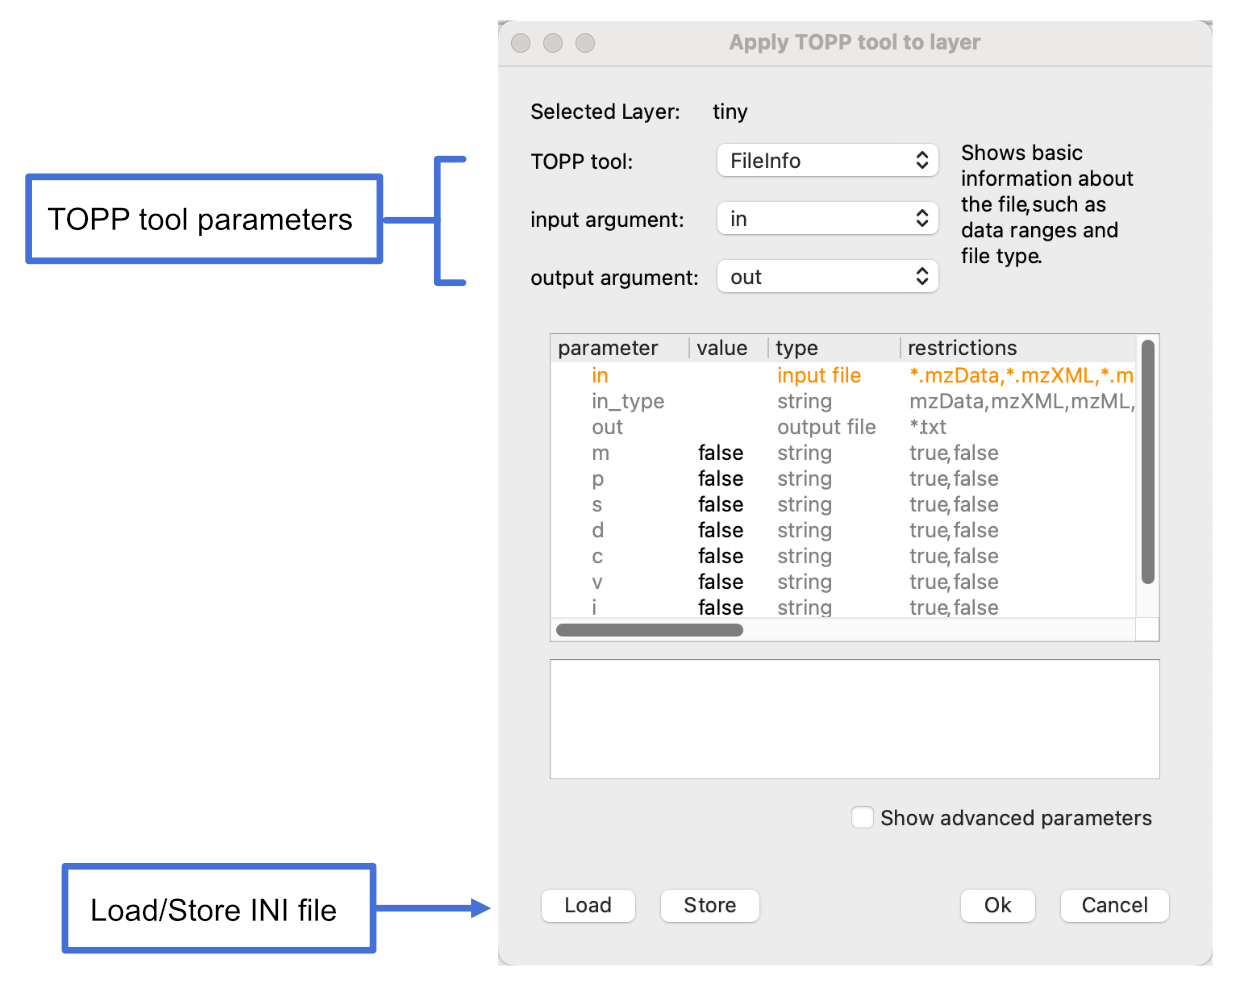 Apply TOPP tool to layer
Selected Layer: tiny
TOPP tool: FileInfo
Shows basic
information about
the file, such as
data ranges and
file type.
TOPP tool parameters
input argument: in
output argument: out
parameter value type restrictions
in input file *.mzData,*.mzXML,*.m
in_type string mzData,mzXML,mzML,
out output file *.txt
m false string true,false
p false string true,false
s false string true,false
d false string true,false
c false string true,false
v false string true,false
i false string true,false
Show advanced parameters
Load/Store INI file
Load Store Ok Cancel